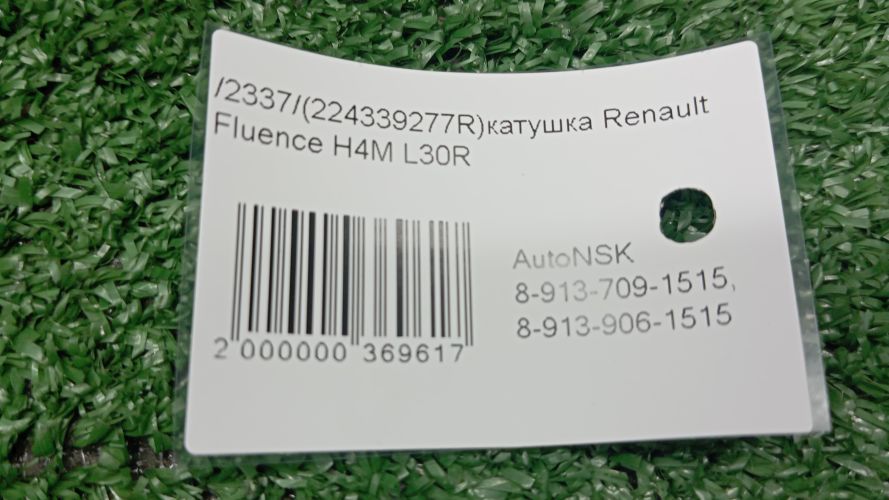 /2337/(224339277R)катушка Renault
Fluence H4M L30R
AutoNSK
8-913-709-1515,
8-913-906-1515
2 000000 369617